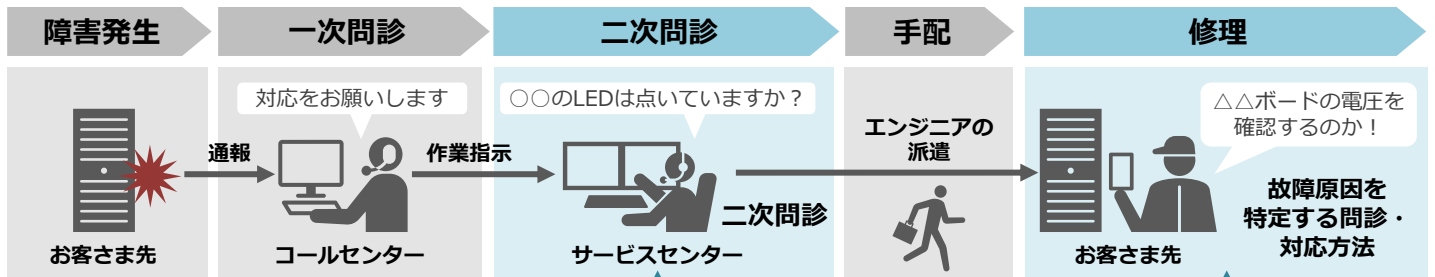 障害発生
一次問診
二次問診
手配
修理
対応をお願いします
○○のLEDは点いていますか？
△△ボードの電圧を
確認するのか！
通報
作業指示
エンジニアの
派遣
二次問診
故障原因を
特定する問診・
対応方法
お客さま先
コールセンター
サービスセンター
お客さま先